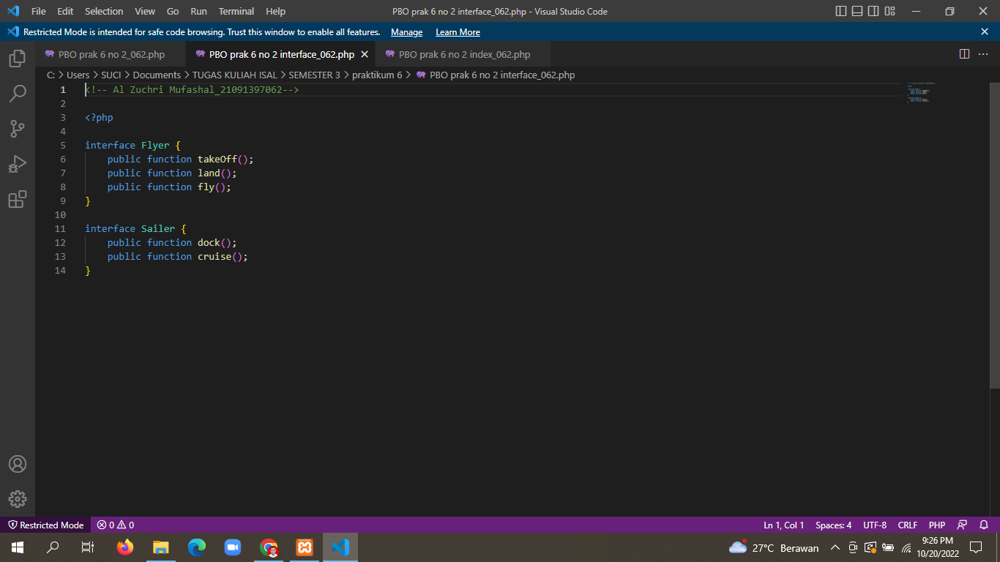 File Edit Selection View Go Run Terminal Help PBO prak 6 no 2 interface_062.php - Visual Studio Code
Restricted Mode is intended for safe code browsing. Trust this window to enable all features. Manage Learn More
PBO prak 6 no 2_062.php PBO prak 6 no 2 interface_062.php PBO prak 6 no 2 index_062.php
C: > Users > SUCI > Documents > TUGAS KULIAH ISAL > SEMESTER 3 > praktikum 6 > PBO prak 6 no 2 interface_062.php
1 <!-- Al Zuchri Mufashal_21091397062-->
2
3 <?php
4
5 interface Flyer {
6 public function takeOff();
7 public function land();
8 public function fly();
9 }
10
11 interface Sailer {
12 public function dock();
13 public function cruise();
14 }
Restricted Mode 0 0 Ln 1, Col 1 Spaces: 4 UTF-8 CRLF PHP
27°C Berawan 9:26 PM
10/20/2022